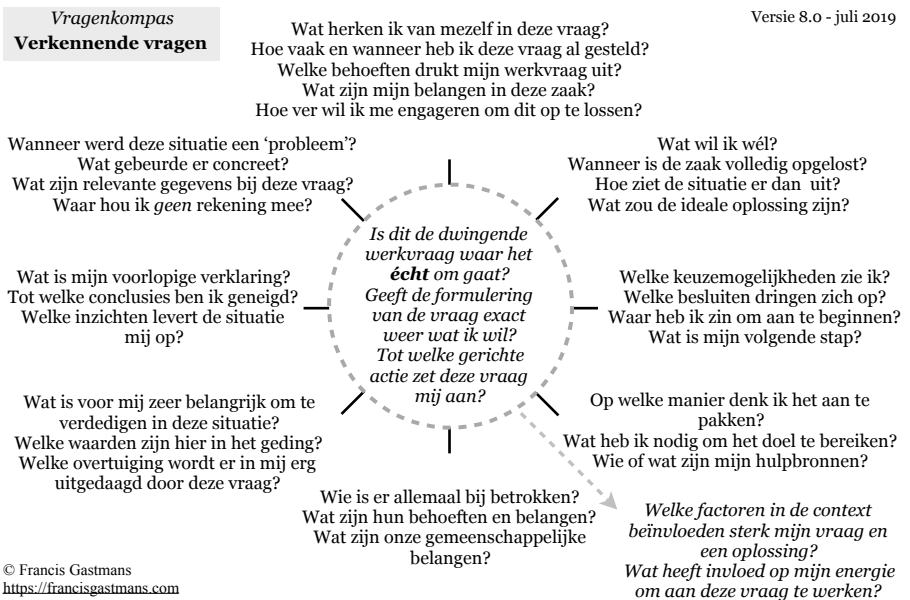 Vragenkompas
Verkennende vragen
Versie 8.0 - juli 2019
Wat herken ik van mezelf in deze vraag?
Hoe vaak en wanneer heb ik deze vraag al gesteld?
Welke behoeften drukt mijn werkvraag uit?
Wat zijn mijn belangen in deze zaak?
Hoe ver wil ik me engageren om dit op te lossen?
Wanneer werd deze situatie een ‘probleem’?
Wat gebeurde er concreet?
Wat zijn relevante gegevens bij deze vraag?
Waar hou ik geen rekening mee?
Wat wil ik wél?
Wanneer is de zaak volledig opgelost?
Hoe ziet de situatie er dan uit?
Wat zou de ideale oplossing zijn?
Is dit de dwingende
werkvraag waar het
écht om gaat?
Geeft de formulering
van de vraag exact
weer wat ik wil?
Tot welke gerichte
actie zet deze vraag
mij aan?
Wat is mijn voorlopige verklaring?
Tot welke conclusies ben ik geneigd?
Welke inzichten levert de situatie
mij op?
Welke keuzemogelijkheden zie ik?
Welke besluiten dringen zich op?
Waar heb ik zin om aan te beginnen?
Wat is mijn volgende stap?
Wat is voor mij zeer belangrijk om te
verdedigen in deze situatie?
Welke waarden zijn hier in het geding?
Welke overtuiging wordt er in mij erg
uitgedaagd door deze vraag?
Op welke manier denk ik het aan te
pakken?
Wat heb ik nodig om het doel te bereiken?
Wie of wat zijn mijn hulpbronnen?
Wie is er allemaal bij betrokken?
Wat zijn hun behoeften en belangen?
Wat zijn onze gemeenschappelijke
belangen?
Welke factoren in de context
beïnvloeden sterk mijn vraag en
een oplossing?
Wat heeft invloed op mijn energie
om aan deze vraag te werken?
© Francis Gastmans
https://francisgastmans.com